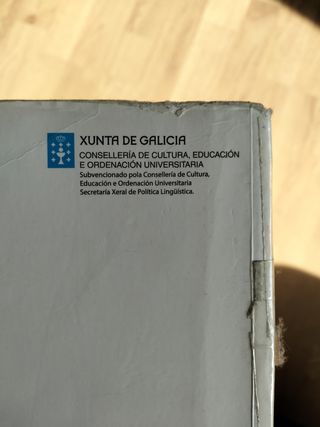 XUNTA DE GALICIA
CONSELLERÍA DE CULTURA, EDUCACIÓN
E ORDENACIÓN UNIVERSITARIA
Subvencionado pola Consellería de Cultura,
Educación e Ordenación Universitaria
Secretaría Xeral de Política Lingüística.